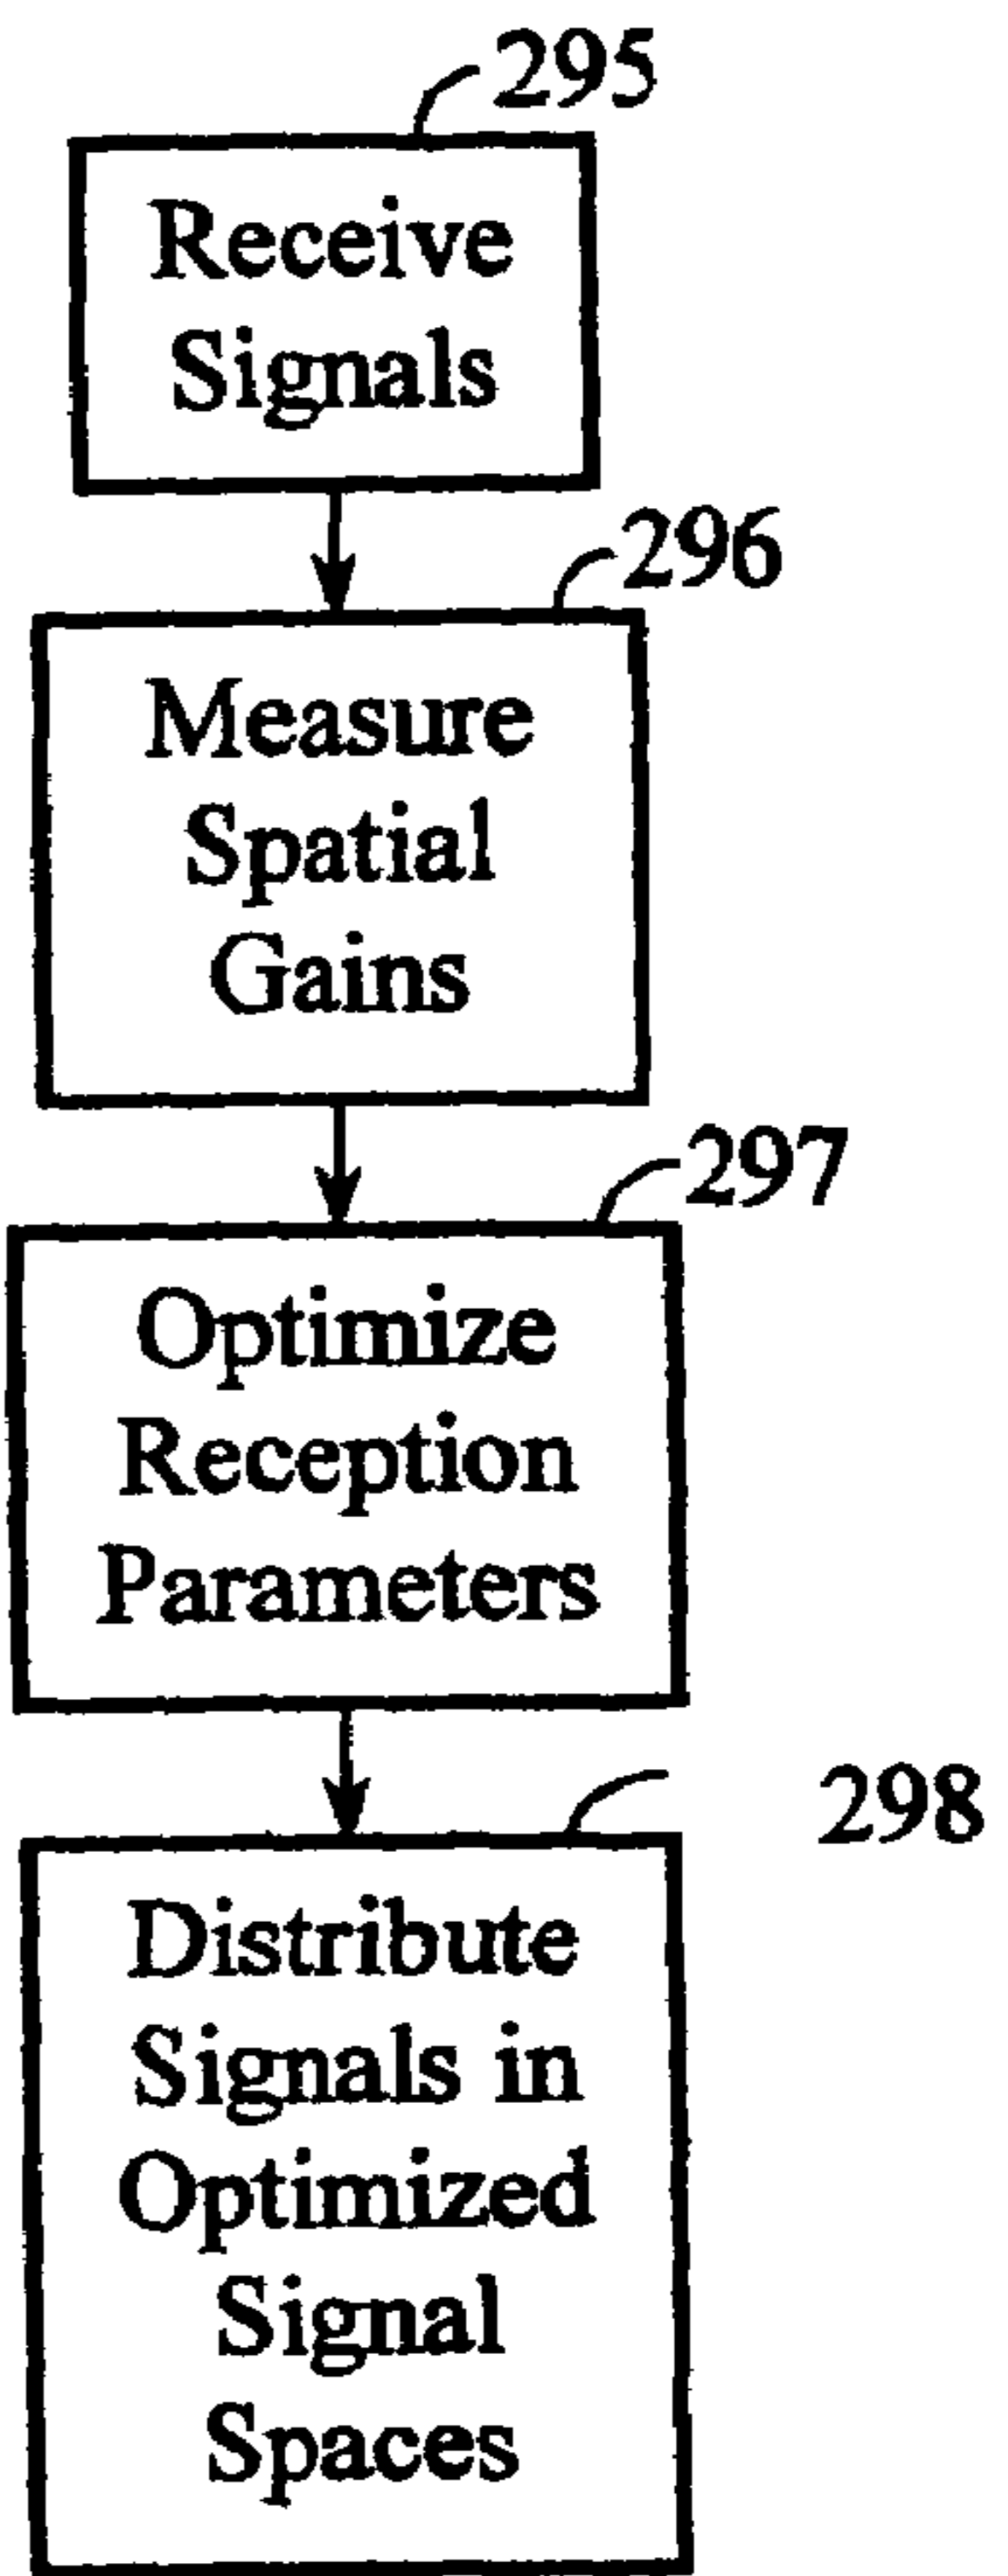 295
Receive
Signals
296
Measure
Spatial
Gains
297
Optimize
Reception
Parameters
298
Distribute
Signals in
Optimized
Signal
Spaces